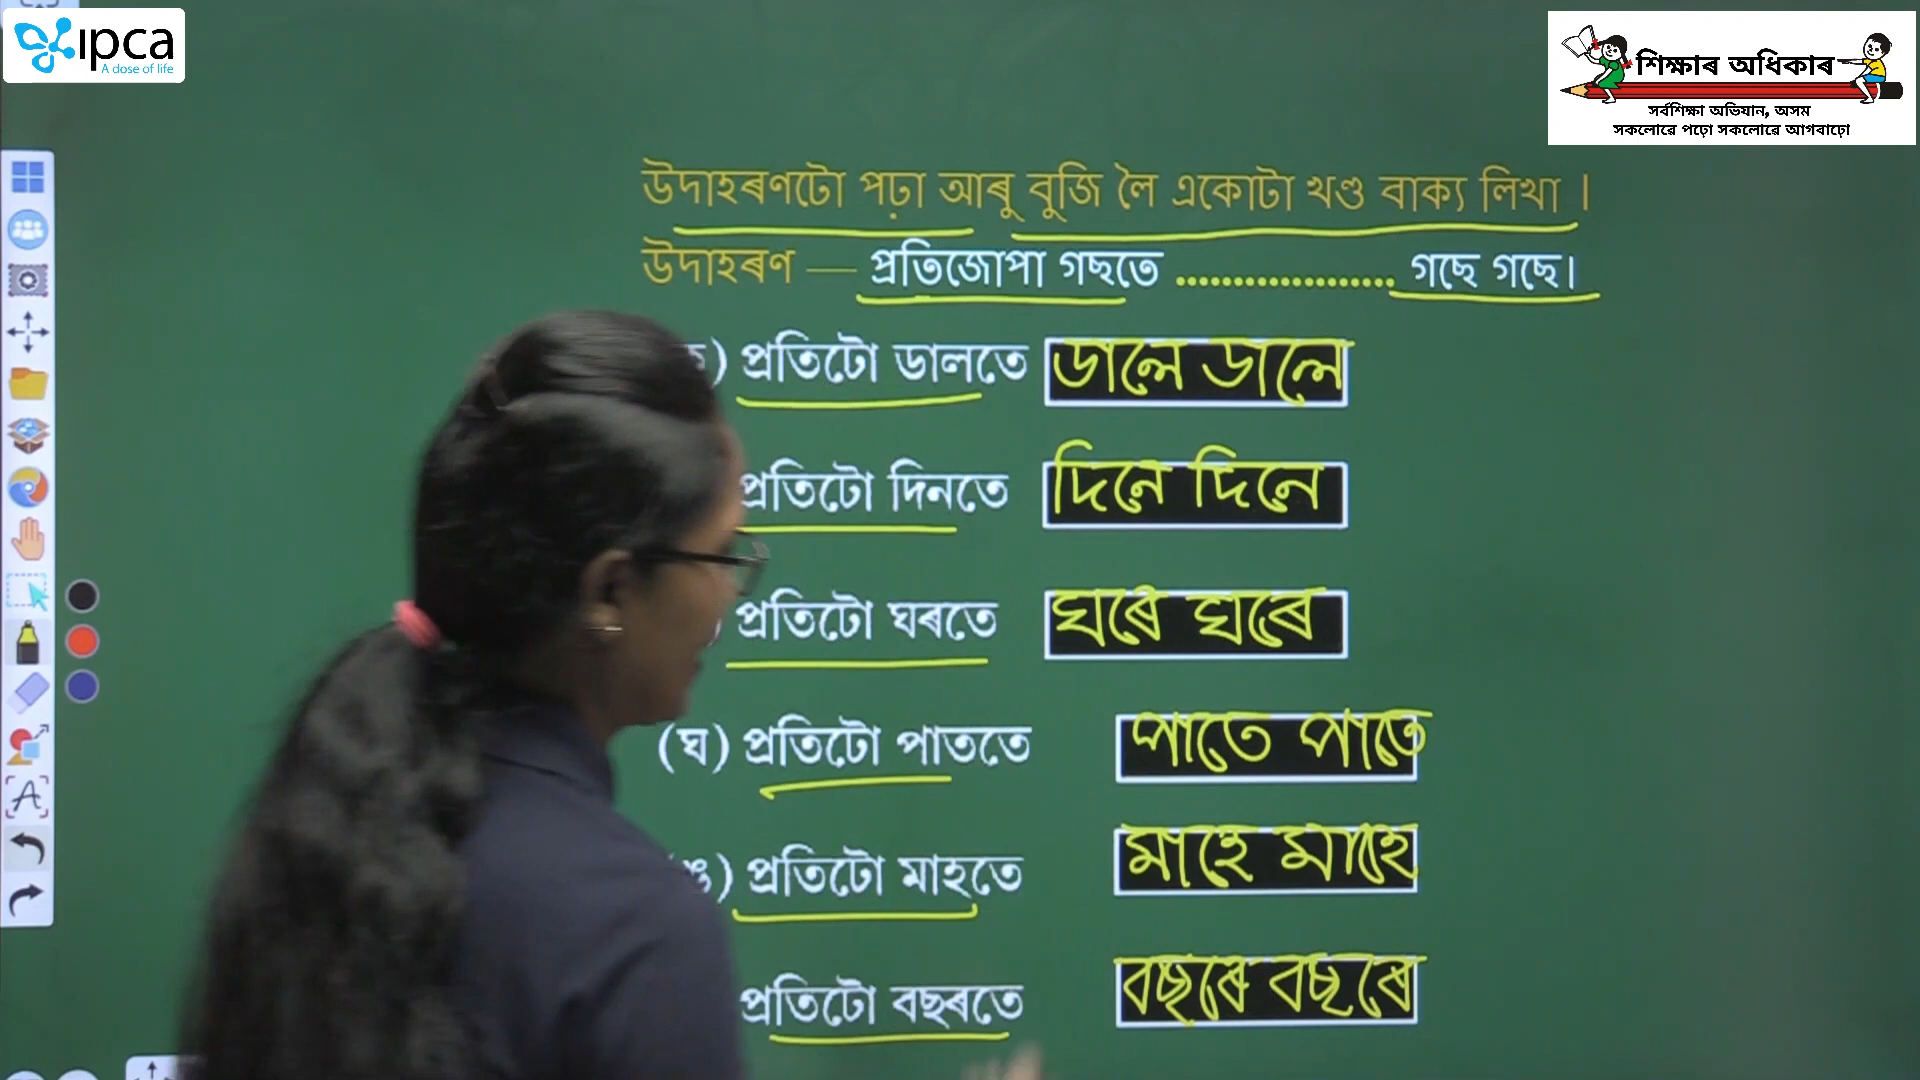 ipca
A dose of life
শিক্ষাৰ অধিকাৰ
সৰ্বশিক্ষা অভিযান, অসম
সকলোৱে পঢ়ো সকলোৱে আগবাঢ়ো
উদাহৰণটো পঢ়া আৰু বুজি লৈ একোটা খণ্ড বাক্য লিখা ।
উদাহৰণ — প্ৰতিজোপা গছতে .................... গছে গছে।
) প্ৰতিটো ডালতে ডালে ডালে
প্ৰতিটো দিনতে দিনে দিনে
প্ৰতিটো ঘৰতে ঘৰে ঘৰে
(ঘ) প্ৰতিটো পাততে পাতে পাতে
ঙ) প্ৰতিটো মাহতে মাহে মাহে
প্ৰতিটো বছৰতে বছৰে বছৰে